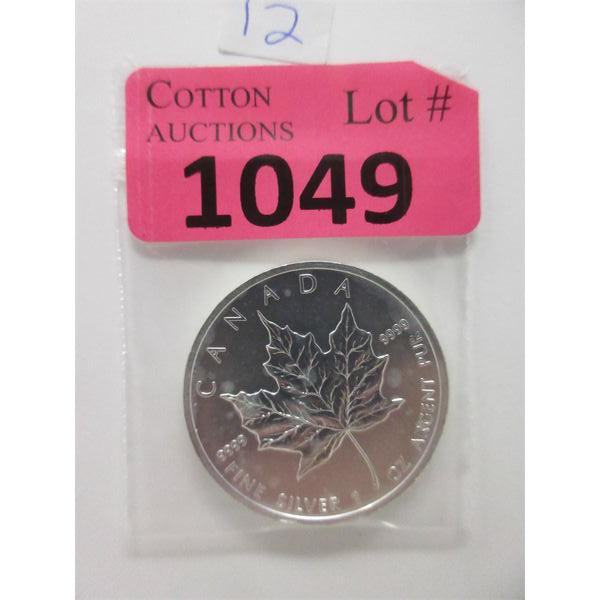 12
COTTON
AUCTIONS
Lot #
1049
CANADA
9999
9999
FINE SILVER 1 OZ ARGENT PUR